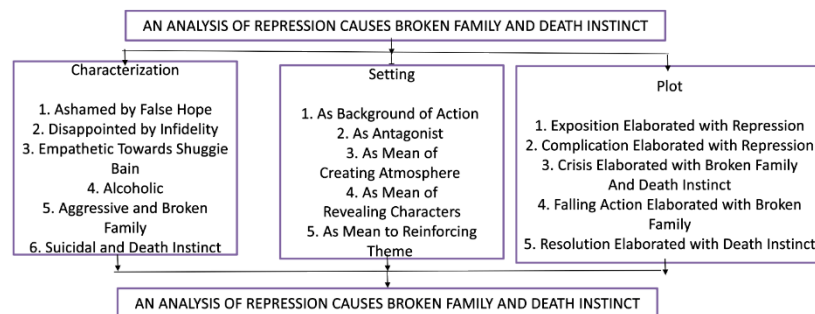 AN ANALYSIS OF REPRESSION CAUSES BROKEN FAMILY AND DEATH INSTINCT
Characterization
1. Ashamed by False Hope
2. Disappointed by Infidelity
3. Empathetic Towards Shuggie
Bain
4. Alcoholic
5. Aggressive and Broken
Family
6. Suicidal and Death Instinct
Setting
1. As Background of Action
2. As Antagonist
3. As Mean of
Creating Atmosphere
4. As Mean of
Revealing Characters
5. As Mean to Reinforcing
Theme
Plot
1. Exposition Elaborated with Repression
2. Complication Elaborated with Repression
3. Crisis Elaborated with Broken Family
And Death Instinct
4. Falling Action Elaborated with Broken
Family
5. Resolution Elaborated with Death Instinct
AN ANALYSIS OF REPRESSION CAUSES BROKEN FAMILY AND DEATH INSTINCT